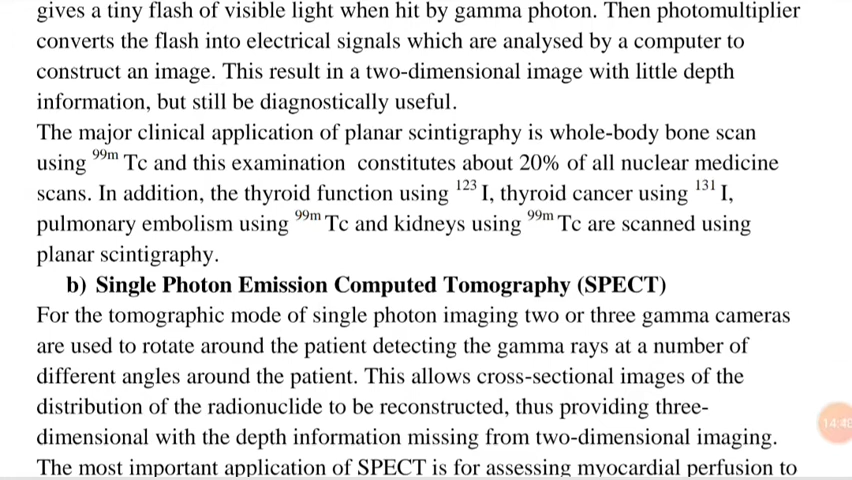 gives a tiny flash of visible light when hit by gamma photon. Then photomultiplier
converts the flash into electrical signals which are analysed by a computer to
construct an image. This result in a two-dimensional image with little depth
information, but still be diagnostically useful.
The major clinical application of planar scintigraphy is whole-body bone scan
using ⁹⁹ᵐ Tc and this examination constitutes about 20% of all nuclear medicine
scans. In addition, the thyroid function using ¹²³ I, thyroid cancer using ¹³¹ I,
pulmonary embolism using ⁹⁹ᵐ Tc and kidneys using ⁹⁹ᵐ Tc are scanned using
planar scintigraphy.
b) Single Photon Emission Computed Tomography (SPECT)
For the tomographic mode of single photon imaging two or three gamma cameras
are used to rotate around the patient detecting the gamma rays at a number of
different angles around the patient. This allows cross-sectional images of the
distribution of the radionuclide to be reconstructed, thus providing three-
dimensional with the depth information missing from two-dimensional imaging.
The most important application of SPECT is for assessing myocardial perfusion to